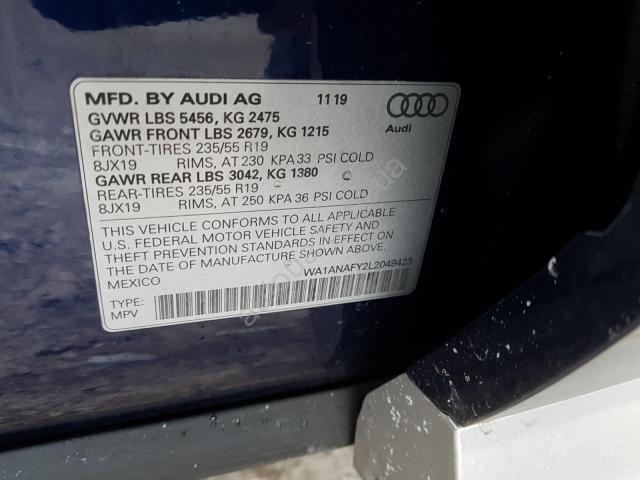 MFD. BY AUDI AG 11 19
GVWR LBS 5456, KG 2475
GAWR FRONT LBS 2679, KG 1215
FRONT-TIRES 235/55 R19
8JX19 RIMS, AT 230 KPA 33 PSI COLD
GAWR REAR LBS 3042, KG 1380
REAR-TIRES 235/55 R19
8JX19 RIMS, AT 250 KPA 36 PSI COLD
Audi
THIS VEHICLE CONFORMS TO ALL APPLICABLE
U.S. FEDERAL MOTOR VEHICLE SAFETY AND
THEFT PREVENTION STANDARDS IN EFFECT ON
THE DATE OF MANUFACTURE SHOWN ABOVE.
MEXICO
WA1ANAFY2L2049423
TYPE:
MPV